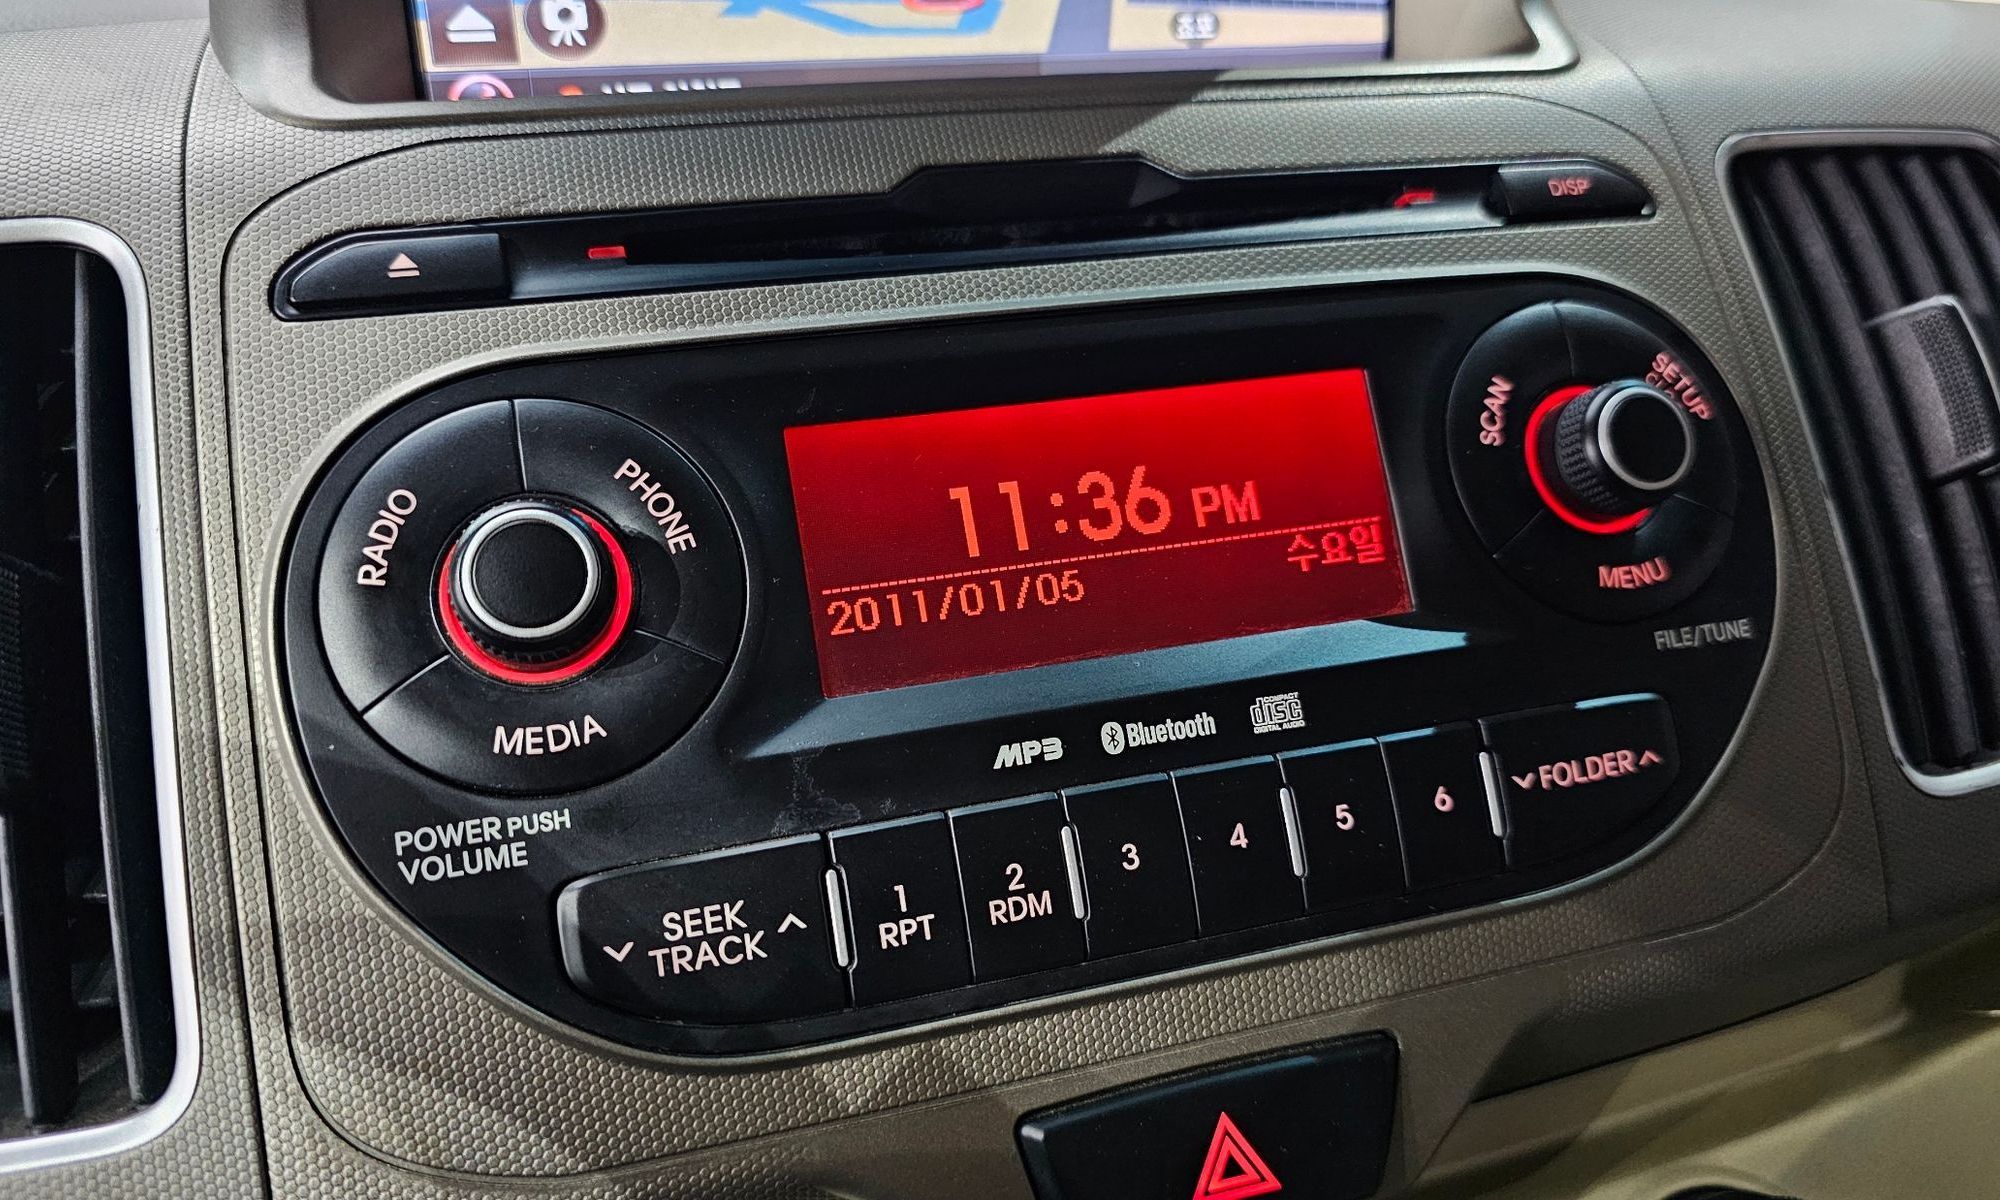 DISP
RADIO
PHONE
MEDIA
POWER PUSH
VOLUME
11:36 PM
수요일
2011/01/05
SCAN
SETUP
MENU
FILE/TUNE
MP3
Bluetooth
COMPACT
disc
DIGITAL AUDIO
SEEK
TRACK
1
RPT
2
RDM
3
4
5
6
FOLDER